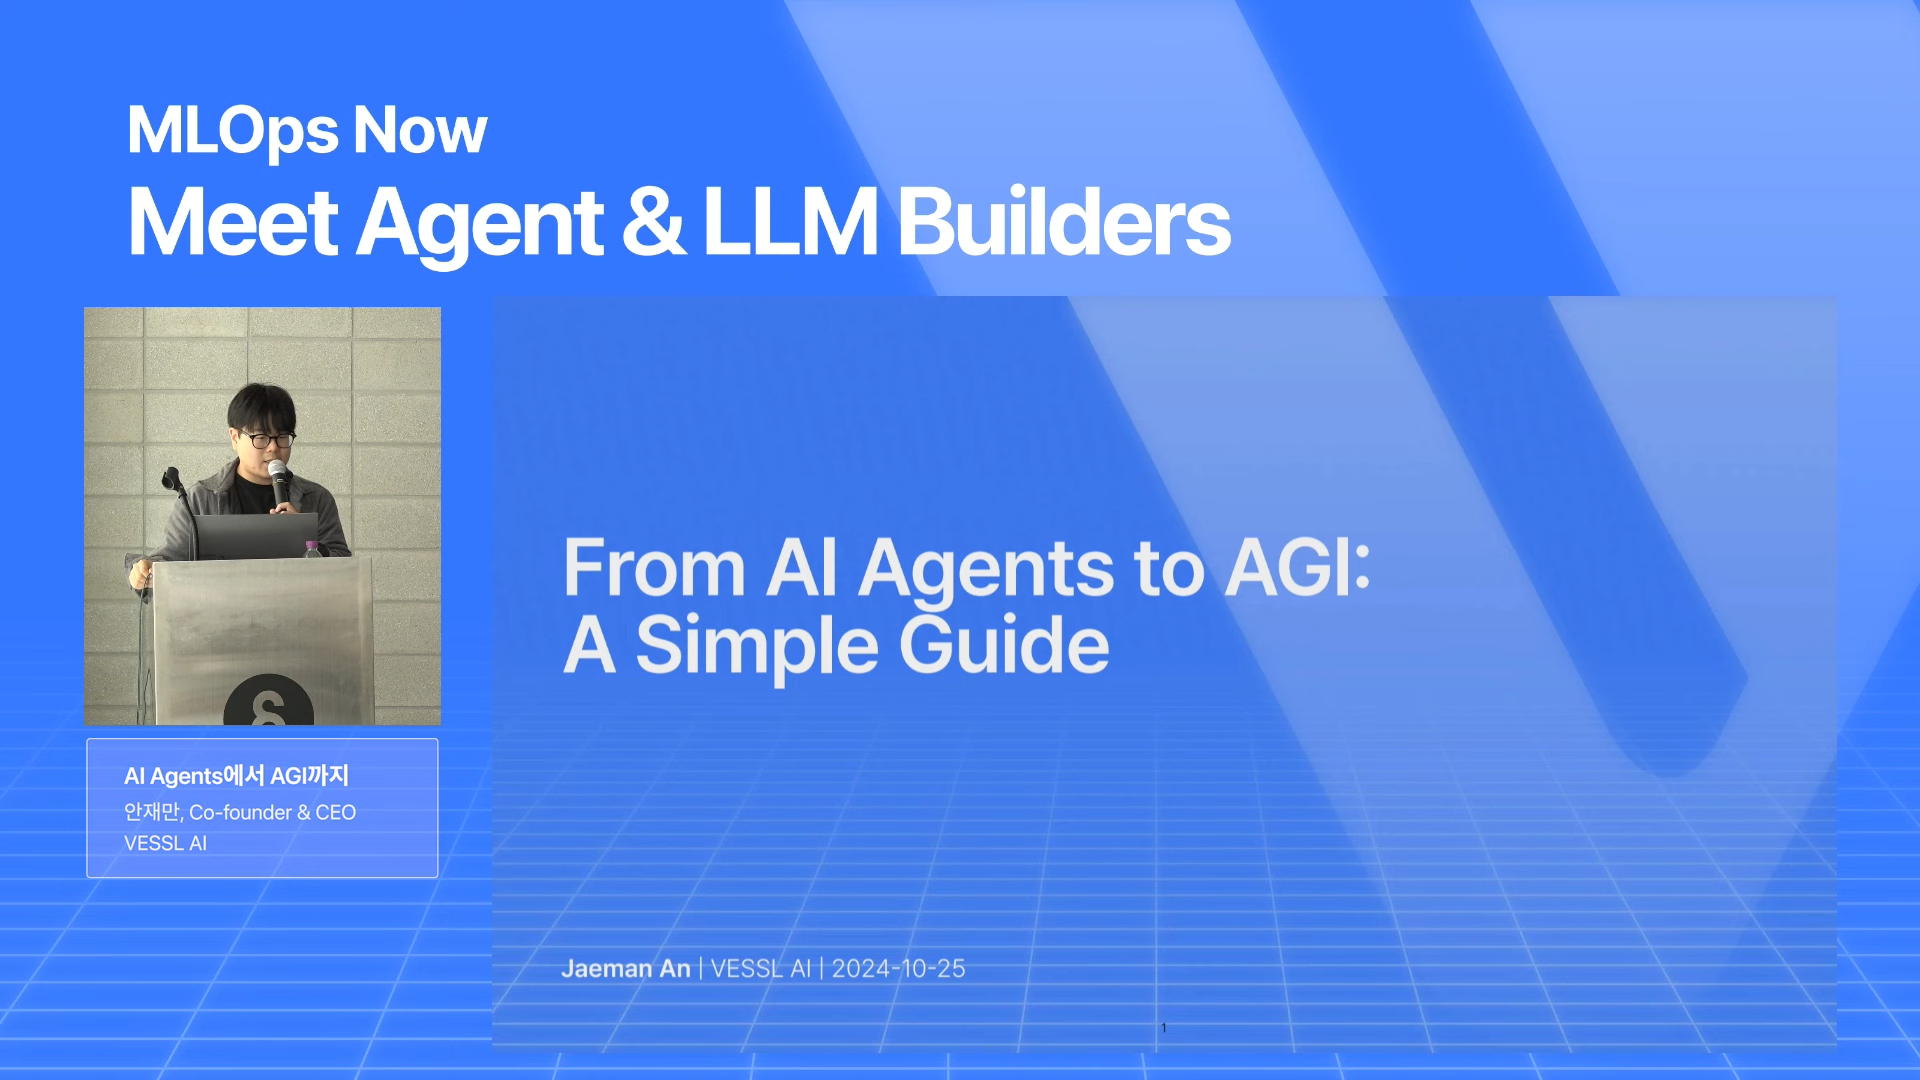 MLOps Now
Meet Agent & LLM Builders
From AI Agents to AGI:
A Simple Guide
AI Agents에서 AGI까지
안재만, Co-founder & CEO
VESSL AI
Jaeman An | VESSL AI | 2024-10-25
1